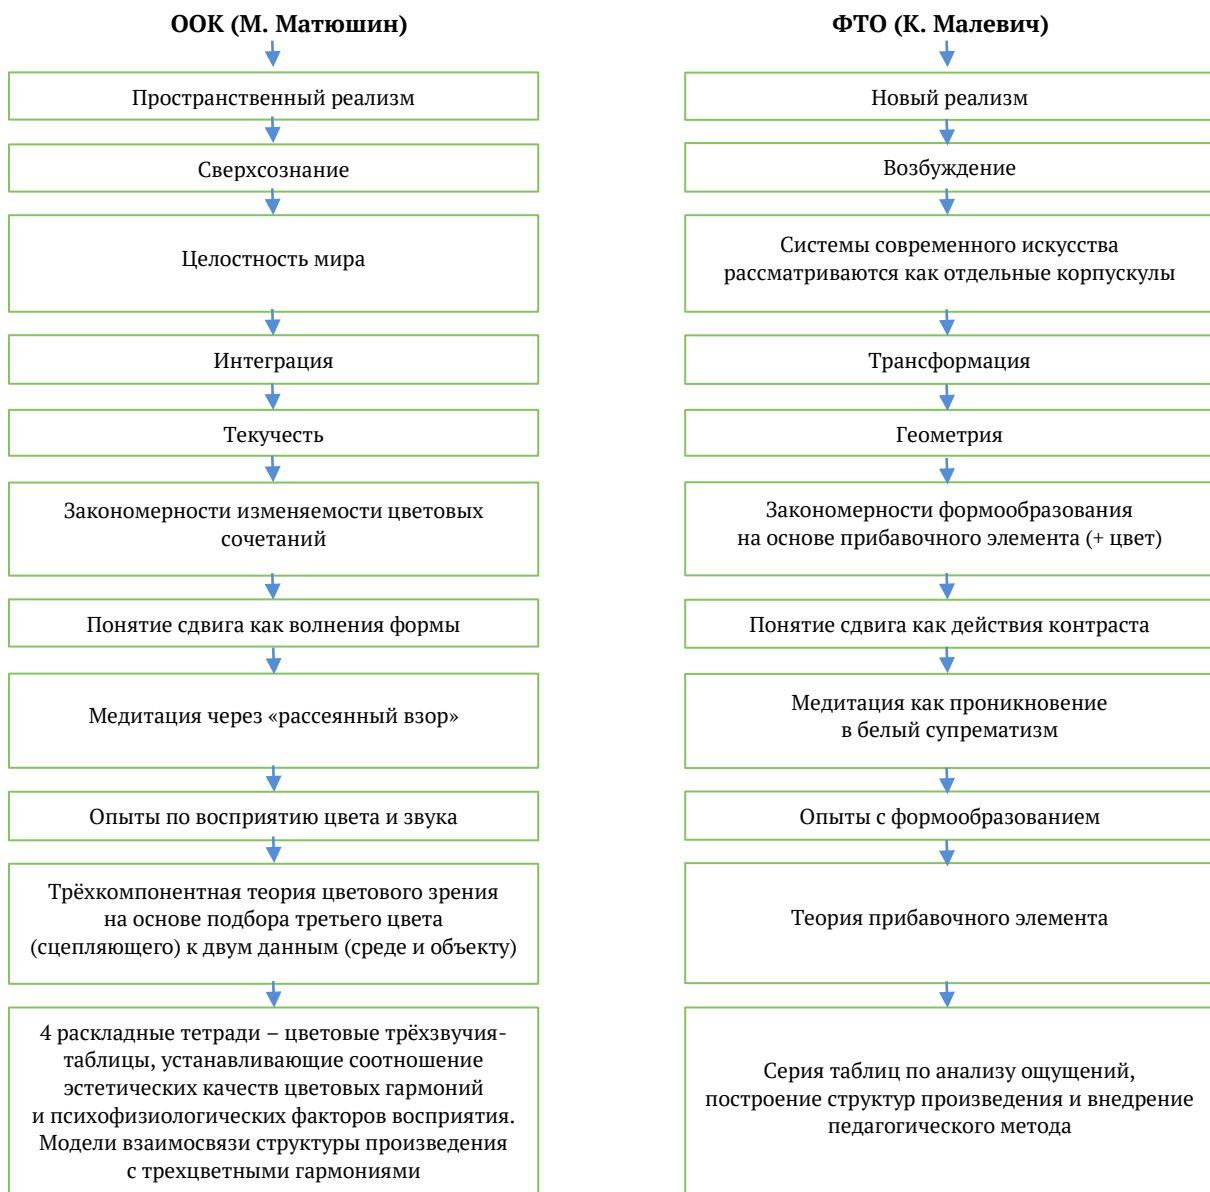 ООК (М. Матюшин)
Пространственный реализм
Сверхсознание
Целостность мира
Интеграция
Текучесть
Закономерности изменяемости цветовых
сочетаний
Понятие сдвига как волнения формы
Медитация через «рассеянный взор»
Опыты по восприятию цвета и звука
Трёхкомпонентная теория цветового зрения
на основе подбора третьего цвета
(сцепляющего) к двум данным (среде и объекту)
4 раскладные тетради – цветовые трёхзвучия-
таблицы, устанавливающие соотношение
эстетических качеств цветовых гармоний
и психофизиологических факторов восприятия.
Модели взаимосвязи структуры произведения
с трехцветными гармониями
ФТО (К. Малевич)
Новый реализм
Возбуждение
Системы современного искусства
рассматриваются как отдельные корпускулы
Трансформация
Геометрия
Закономерности формообразования
на основе прибавочного элемента (+ цвет)
Понятие сдвига как действия контраста
Медитация как проникновение
в белый супрематизм
Опыты с формообразованием
Теория прибавочного элемента
Серия таблиц по анализу ощущений,
построение структур произведения и внедрение
педагогического метода